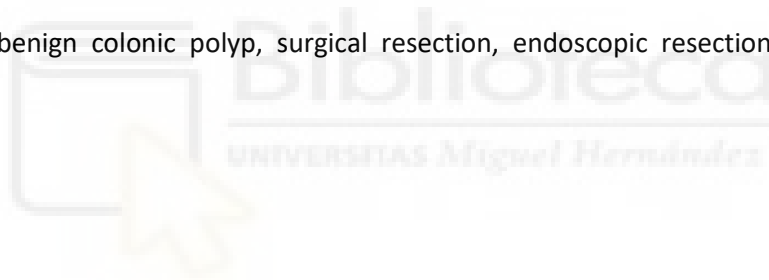 benign colonic polyp, surgical resection, endoscopic resection
Biblioteca
UNIVERSITAS Miguel Hernández